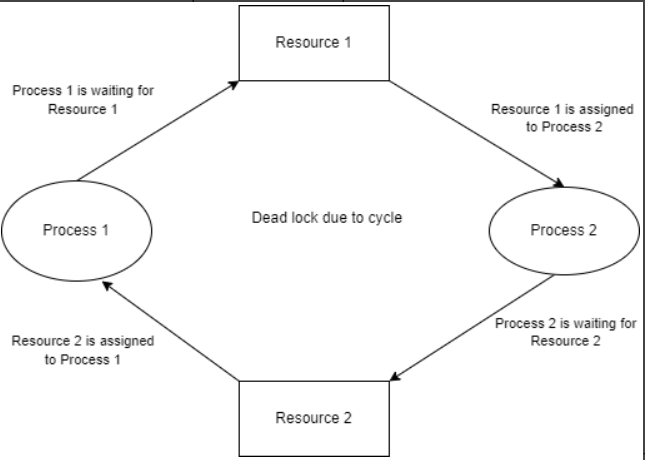 Resource 1
Process 1 is waiting for
Resource 1
Resource 1 is assigned
to Process 2
Process 1
Dead lock due to cycle
Process 2
Resource 2 is assigned
to Process 1
Process 2 is waiting for
Resource 2
Resource 2